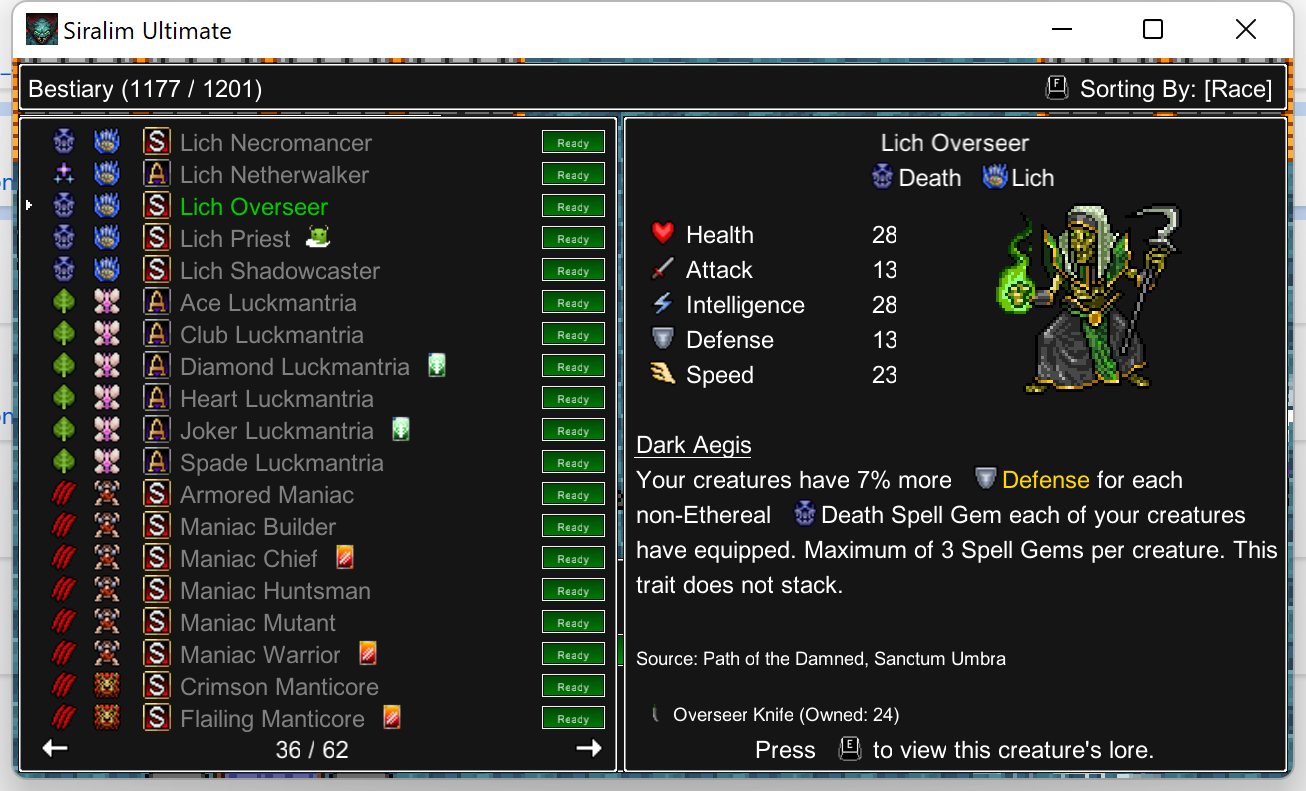 Siralim Ultimate
Bestiary (1177 / 1201)
F Sorting By: [Race]
S Lich Necromancer Ready
A Lich Netherwalker Ready
S Lich Overseer Ready
S Lich Priest Ready
S Lich Shadowcaster Ready
A Ace Luckmantria Ready
A Club Luckmantria Ready
A Diamond Luckmantria Ready
A Heart Luckmantria Ready
A Joker Luckmantria Ready
A Spade Luckmantria Ready
S Armored Maniac Ready
S Maniac Builder Ready
S Maniac Chief Ready
S Maniac Huntsman Ready
S Maniac Mutant Ready
S Maniac Warrior Ready
S Crimson Manticore Ready
S Flailing Manticore Ready
36 / 62
Lich Overseer
Death Lich
Health 28
Attack 13
Intelligence 28
Defense 13
Speed 23
Dark Aegis
Your creatures have 7% more Defense for each
non-Ethereal Death Spell Gem each of your creatures
have equipped. Maximum of 3 Spell Gems per creature. This
trait does not stack.
Source: Path of the Damned, Sanctum Umbra
Overseer Knife (Owned: 24)
Press E to view this creature's lore.